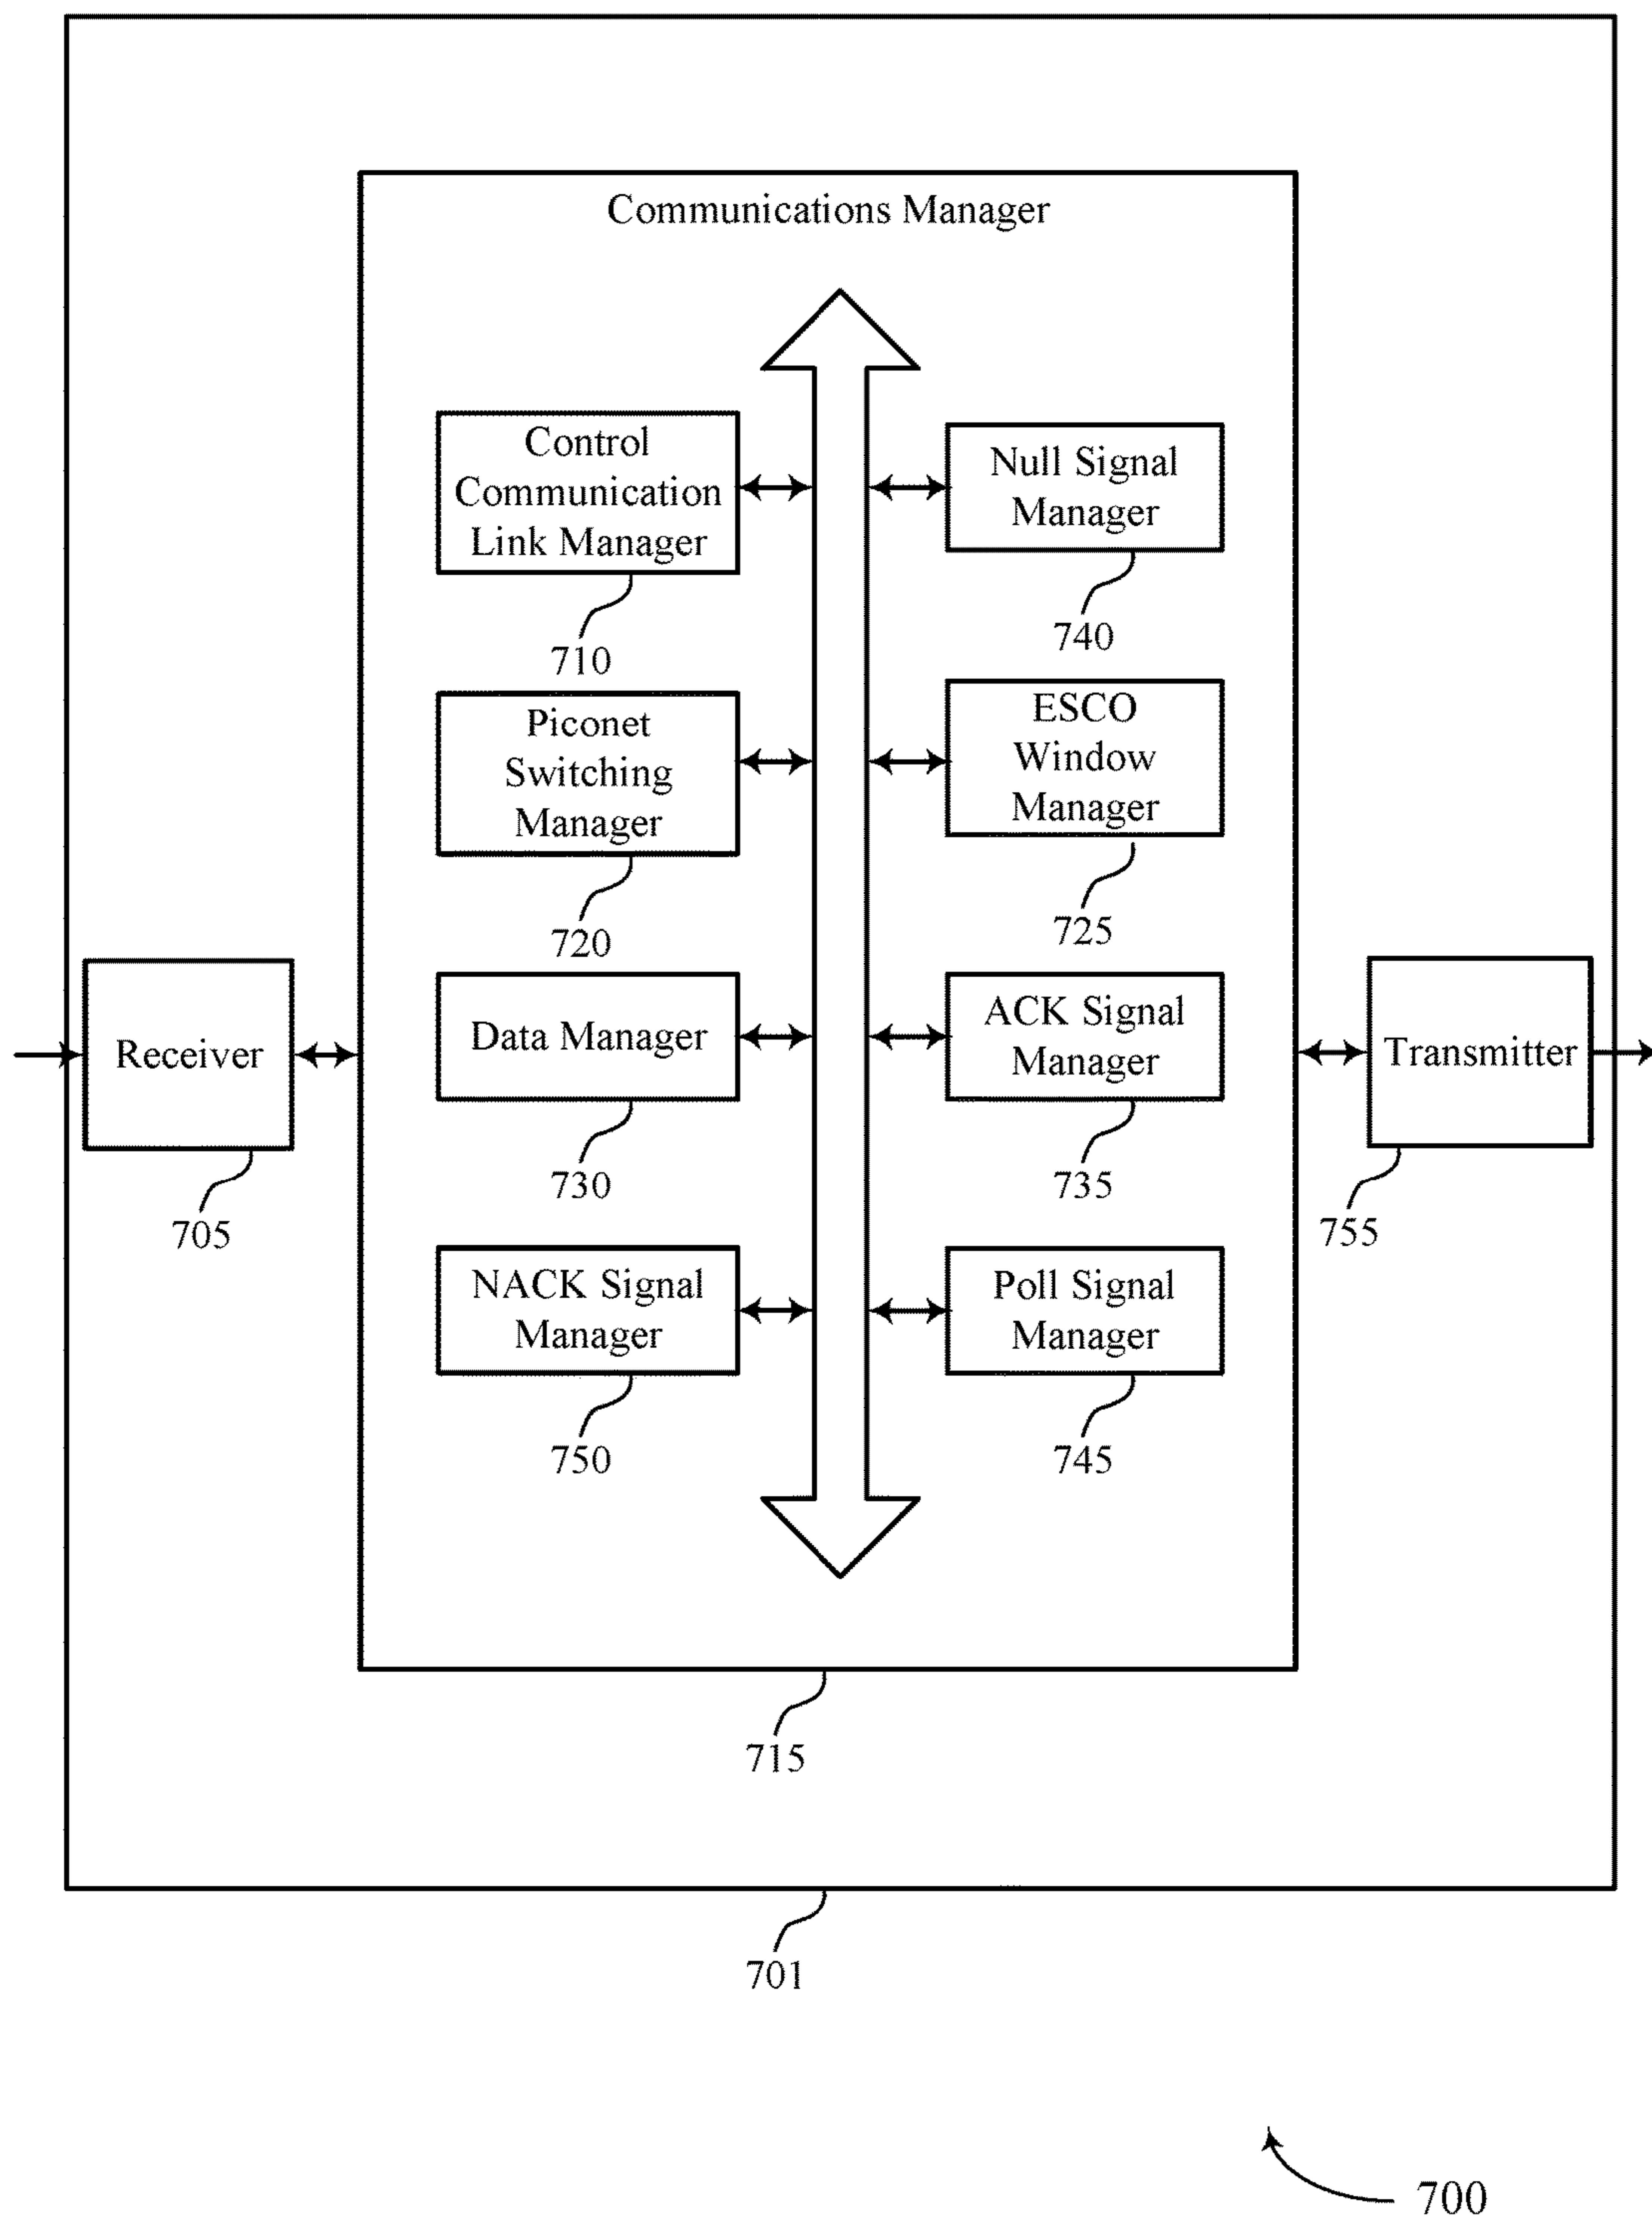 Communications Manager
Control
Communication
Link Manager
710
Null Signal
Manager
740
Piconet
Switching
Manager
720
ESCO
Window
Manager
725
Receiver
705
Data Manager
730
ACK Signal
Manager
735
Transmitter
755
NACK Signal
Manager
750
Poll Signal
Manager
745
715
701
700